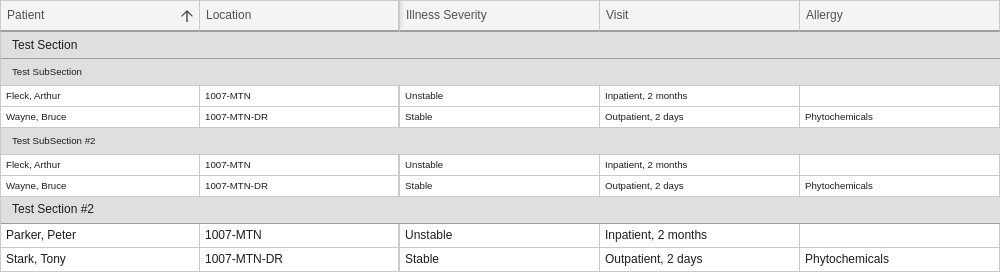 Patient Location Illness Severity Visit Allergy
Test Section
Test SubSection
Fleck, Arthur 1007-MTN Unstable Inpatient, 2 months
Wayne, Bruce 1007-MTN-DR Stable Outpatient, 2 days Phytochemicals
Test SubSection #2
Fleck, Arthur 1007-MTN Unstable Inpatient, 2 months
Wayne, Bruce 1007-MTN-DR Stable Outpatient, 2 days Phytochemicals
Test Section #2
Parker, Peter 1007-MTN Unstable Inpatient, 2 months
Stark, Tony 1007-MTN-DR Stable Outpatient, 2 days Phytochemicals